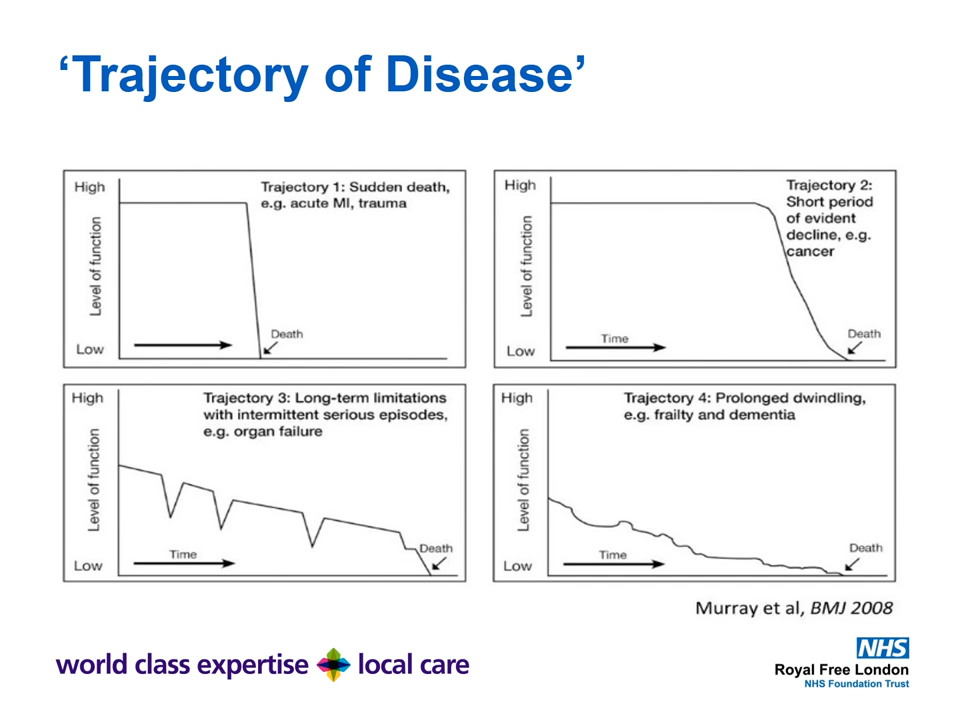 ‘Trajectory of Disease’
High
Trajectory 1: Sudden death,
e.g. acute MI, trauma
Level of function
Low
Death
High
Trajectory 2:
Short period
of evident
decline, e.g.
cancer
Level of function
Low
Time
Death
High
Trajectory 3: Long-term limitations
with intermittent serious episodes,
e.g. organ failure
Level of function
Low
Time
Death
High
Trajectory 4: Prolonged dwindling,
e.g. frailty and dementia
Level of function
Low
Time
Death
Murray et al, BMJ 2008
world class expertise local care
NHS
Royal Free London
NHS Foundation Trust